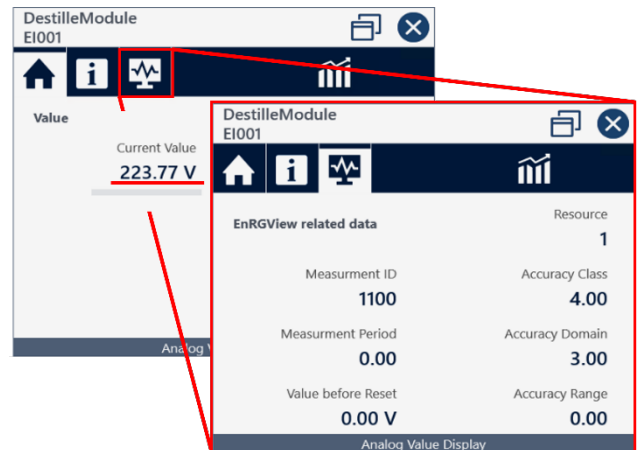 DestilleModule
EI001
Value
Current Value
223.77 V
Analog V
DestilleModule
EI001
EnRGView related data
Resource
1
Measurment ID
1100
Accuracy Class
4.00
Measurment Period
0.00
Accuracy Domain
3.00
Value before Reset
0.00 V
Accuracy Range
0.00
Analog Value Display